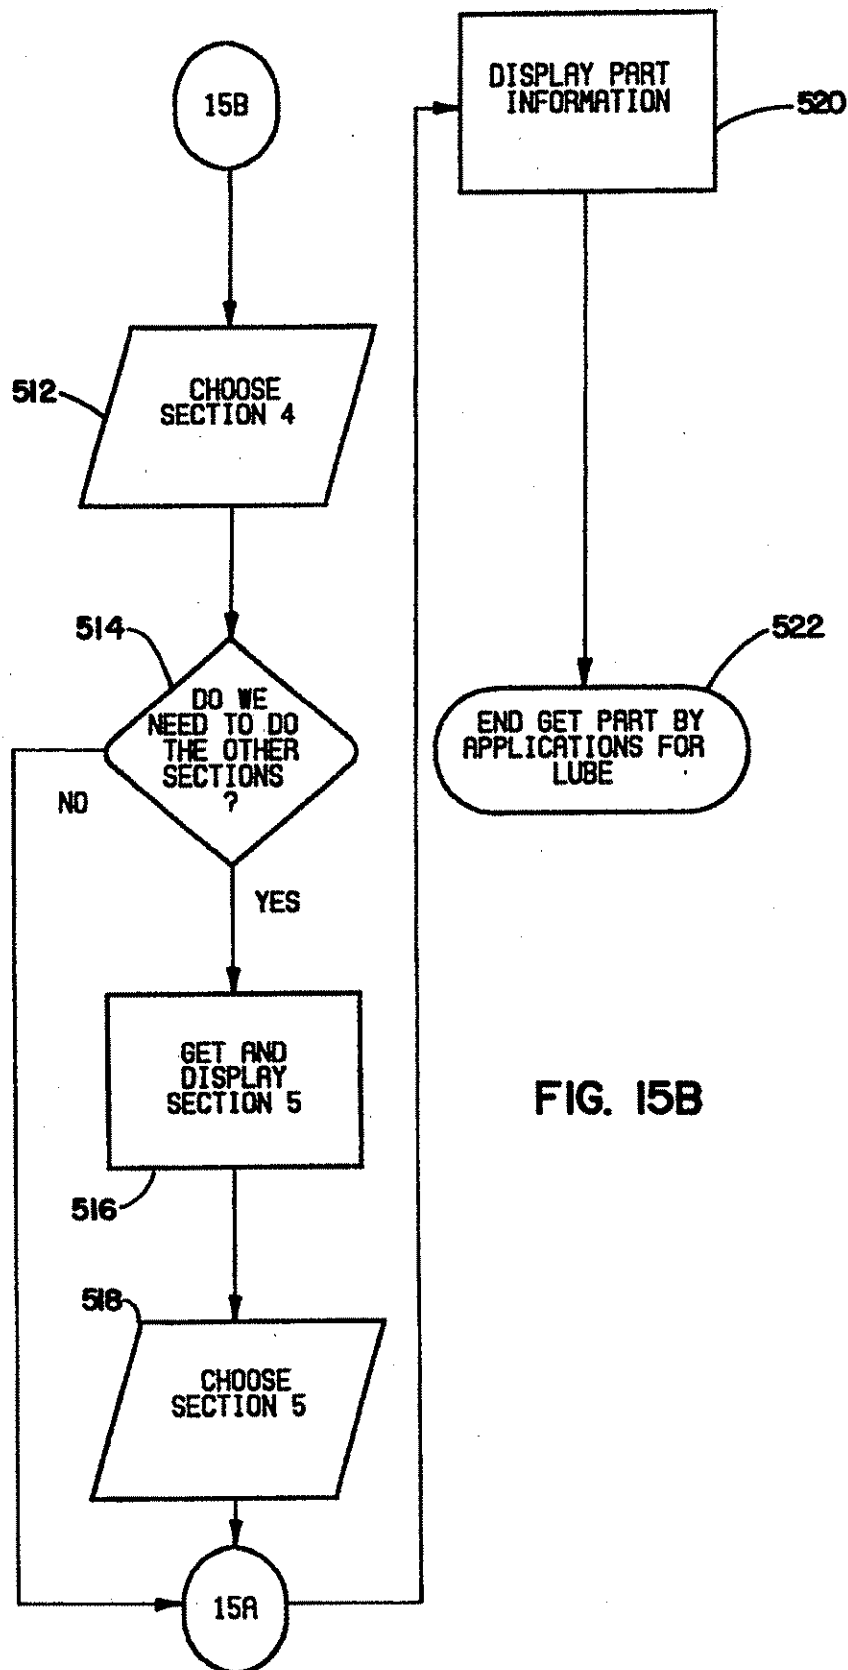 15B
512
CHOOSE
SECTION 4
514
DO WE
NEED TO DO
THE OTHER
SECTIONS
?
NO
YES
GET AND
DISPLAY
SECTION 5
516
518
CHOOSE
SECTION 5
15A
DISPLAY PART
INFORMATION
520
522
END GET PART BY
APPLICATIONS FOR
LUBE
FIG. 15B